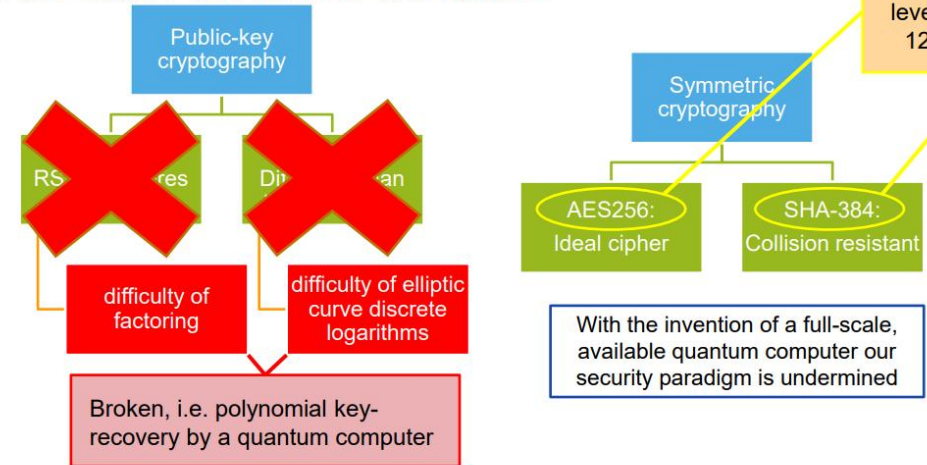 Public-key
cryptography
RS res
Di an
difficulty of
factoring
difficulty of elliptic
curve discrete
logarithms
Broken, i.e. polynomial key-
recovery by a quantum computer
leve
12
Symmetric
cryptography
AES256:
Ideal cipher
SHA-384:
Collision resistant
With the invention of a full-scale,
available quantum computer our
security paradigm is undermined